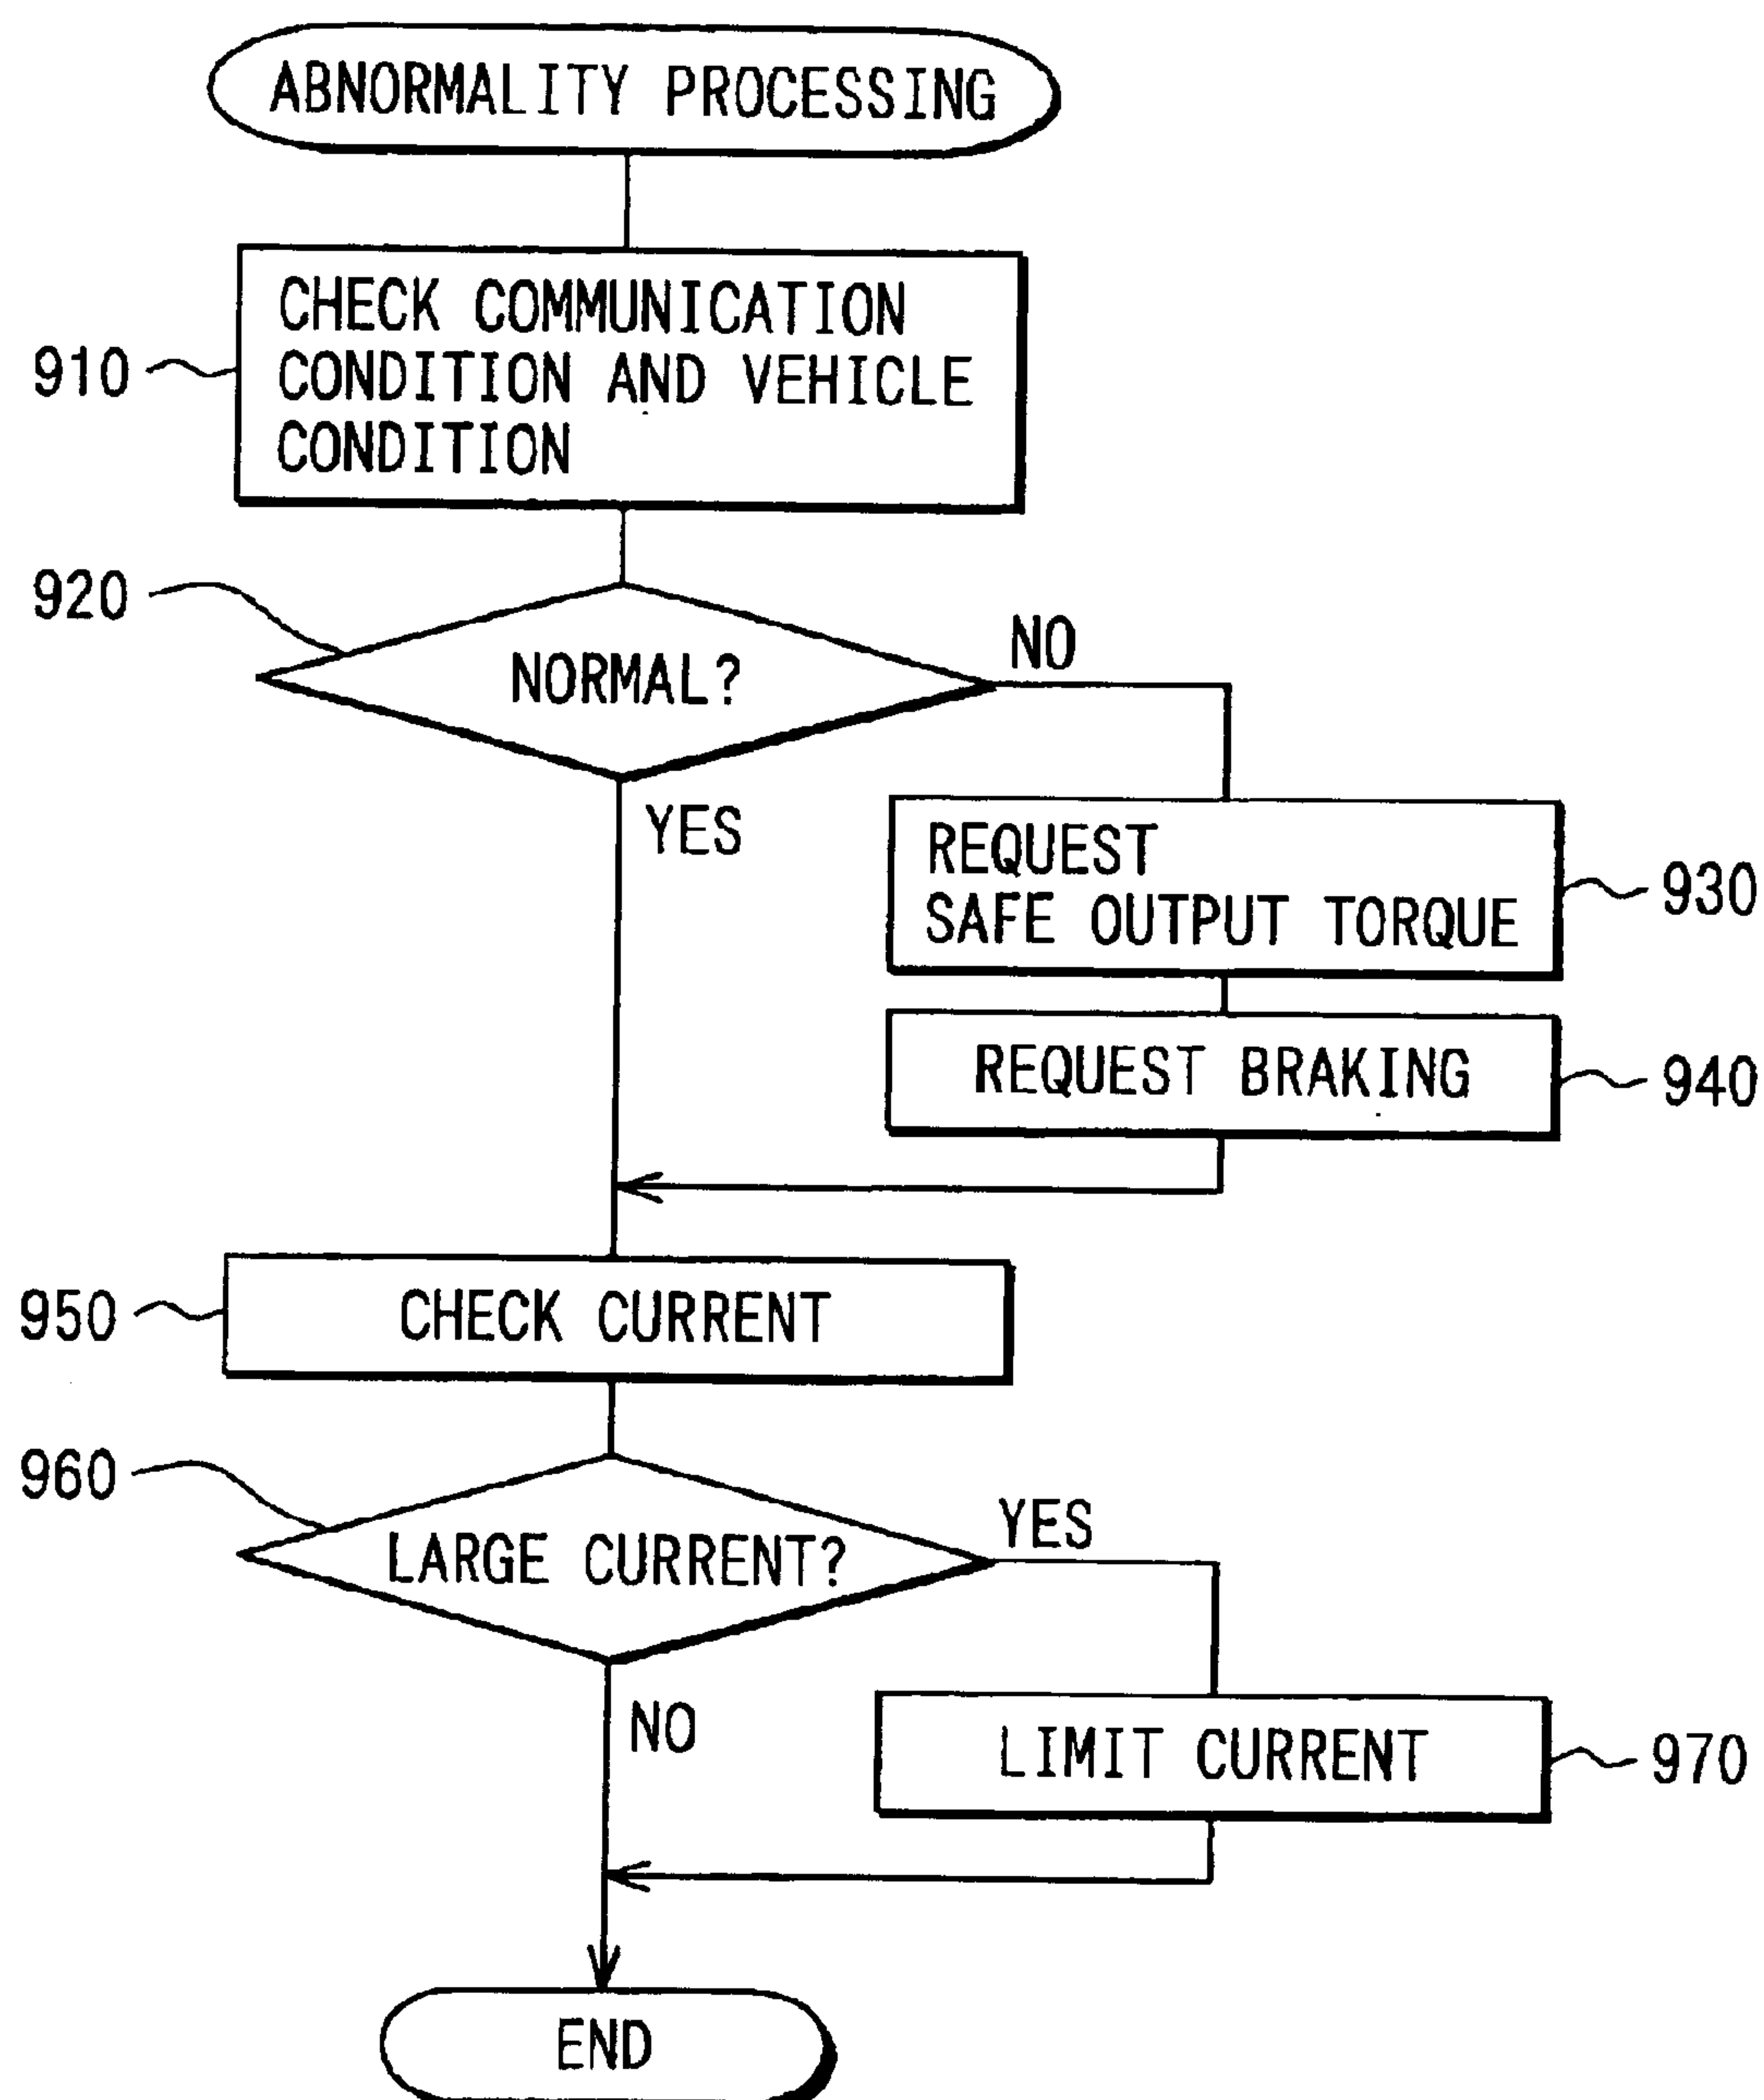 ABNORMALITY PROCESSING
910
CHECK COMMUNICATION
CONDITION AND VEHICLE
CONDITION
920
NORMAL?
NO
YES
REQUEST
SAFE OUTPUT TORQUE
930
REQUEST BRAKING
940
950
CHECK CURRENT
960
LARGE CURRENT?
YES
NO
LIMIT CURRENT
970
END